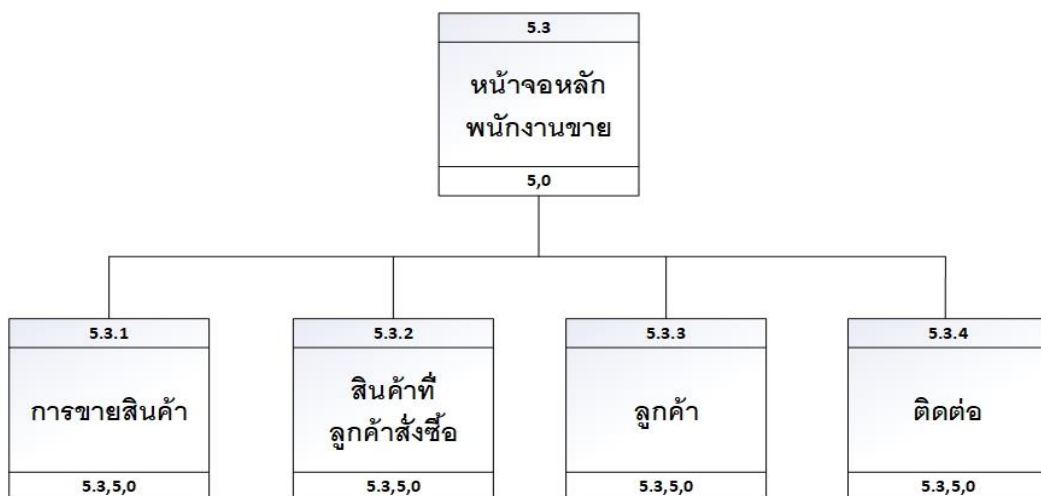 5.3
หน้าจอหลัก
พนักงานขาย
5,0
5.3.1
การขายสินค้า
5.3,5,0
5.3.2
สินค้าที่
ลูกค้าสั่งซื้อ
5.3,5,0
5.3.3
ลูกค้า
5.3,5,0
5.3.4
ติดต่อ
5.3,5,0